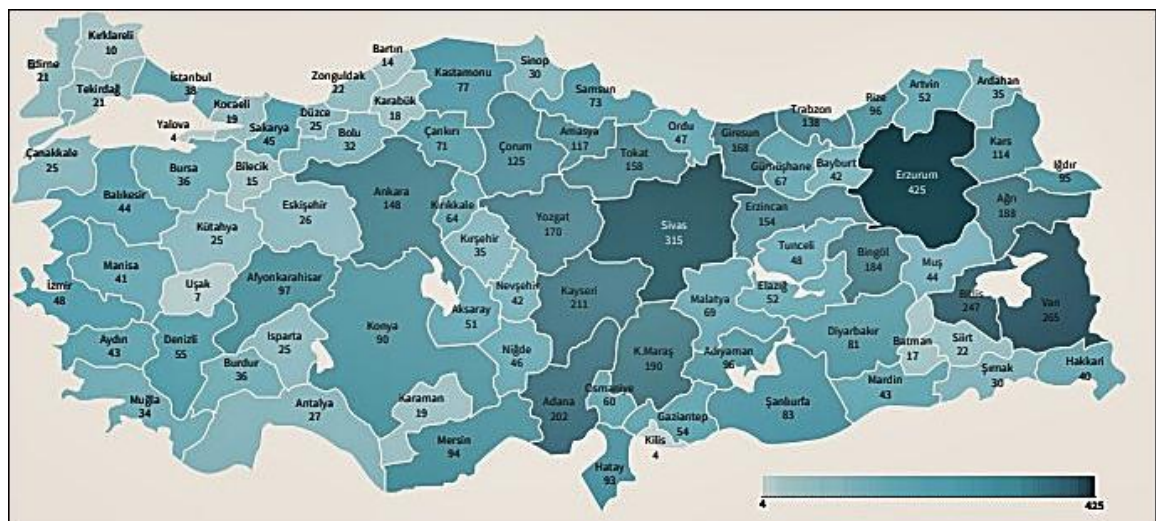 Kırklareli
10
Edirne
21
Tekirdağ
21
İstanbul
38
Kocaeli
19
Yalova
4
Sakarya
45
Düzce
25
Zonguldak
22
Bartın
14
Karabük
18
Bolu
32
Kastamonu
77
Sinop
30
Samsun
73
Çankırı
71
Çorum
125
Amasya
117
Tokat
158
Ordu
47
Giresun
168
Trabzon
138
Rize
96
Artvin
52
Ardahan
35
Kars
114
Iğdır
95
Gümüşhane
67
Bayburt
42
Erzurum
425
Ağrı
188
Çanakkale
25
Balıkesir
44
Bursa
36
Bilecik
15
Kütahya
25
Eskişehir
26
Ankara
148
Kırıkkale
64
Kırşehir
35
Yozgat
170
Sivas
315
Erzincan
154
Tunceli
48
Bingöl
184
Muş
44
Bitlis
247
Van
265
İzmir
48
Manisa
41
Uşak
7
Afyonkarahisar
97
Konya
90
Aksaray
51
Nevşehir
42
Kayseri
211
Malatya
69
Elazığ
52
Diyarbakır
81
Batman
17
Siirt
22
Şırnak
30
Hakkari
40
Aydın
43
Denizli
55
Burdur
36
Isparta
25
Niğde
46
K.Maraş
190
Adıyaman
96
Mardin
43
Şanlıurfa
83
Muğla
34
Antalya
27
Karaman
19
Mersin
94
Adana
202
Osmaniye
60
Gaziantep
54
Kilis
4
Hatay
93
4 425